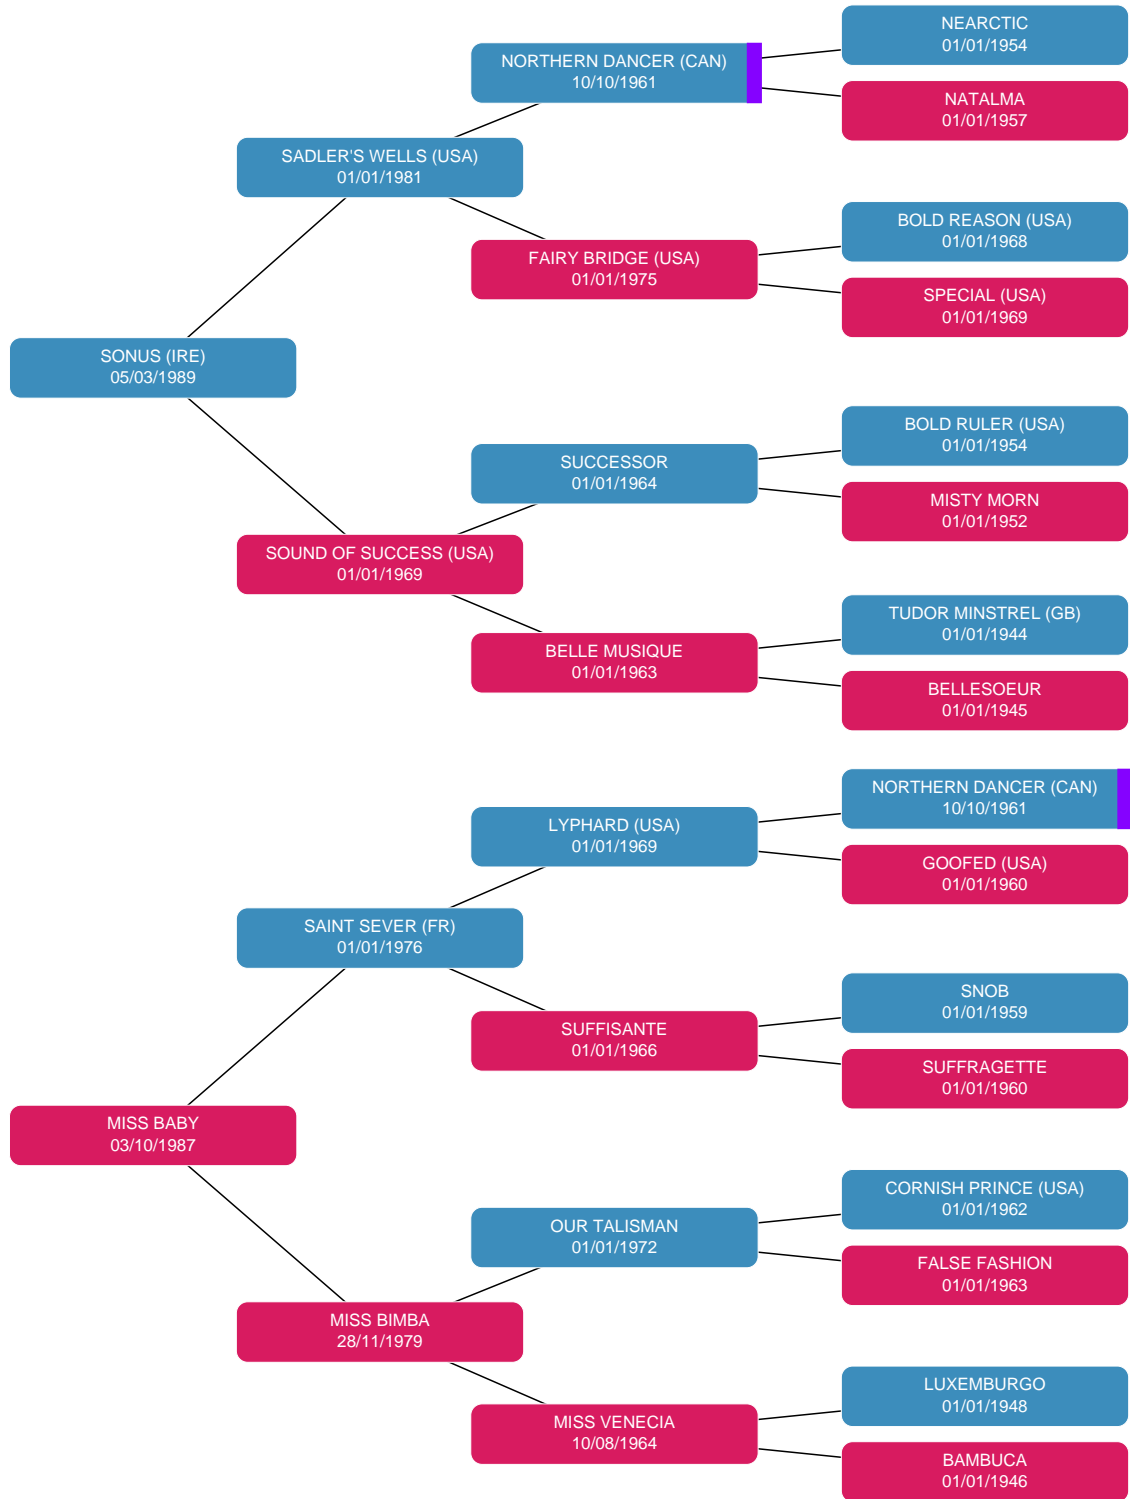 NEARCTIC
01/01/1954
NORTHERN DANCER (CAN)
10/10/1961
NATALMA
01/01/1957
SADLER'S WELLS (USA)
01/01/1981
BOLD REASON (USA)
01/01/1968
FAIRY BRIDGE (USA)
01/01/1975
SPECIAL (USA)
01/01/1969
SONUS (IRE)
05/03/1989
BOLD RULER (USA)
01/01/1954
SUCCESSOR
01/01/1964
MISTY MORN
01/01/1952
SOUND OF SUCCESS (USA)
01/01/1969
TUDOR MINSTREL (GB)
01/01/1944
BELLE MUSIQUE
01/01/1963
BELLESOEUR
01/01/1945
NORTHERN DANCER (CAN)
10/10/1961
LYPHARD (USA)
01/01/1969
GOOFED (USA)
01/01/1960
SAINT SEVER (FR)
01/01/1976
SNOB
01/01/1959
SUFFISANTE
01/01/1966
SUFFRAGETTE
01/01/1960
MISS BABY
03/10/1987
CORNISH PRINCE (USA)
01/01/1962
OUR TALISMAN
01/01/1972
FALSE FASHION
01/01/1963
MISS BIMBA
28/11/1979
LUXEMBURGO
01/01/1948
MISS VENECIA
10/08/1964
BAMBUCA
01/01/1946